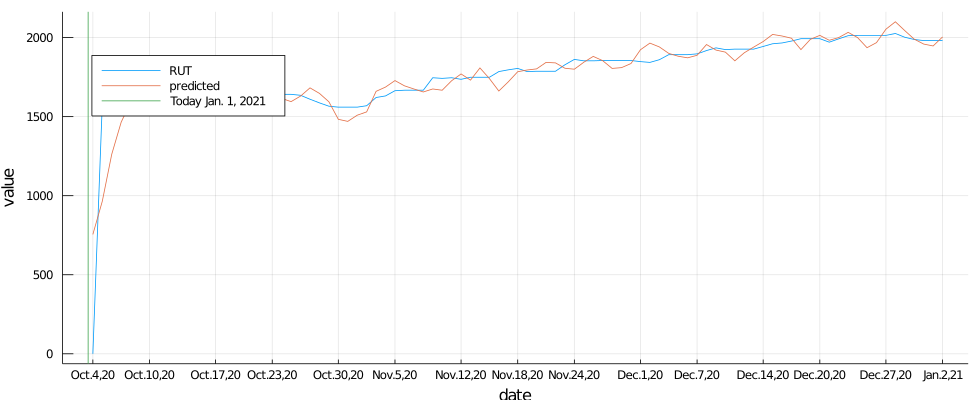 2000
1500
1000
500
0
value
RUT
predicted
Today Jan. 1, 2021
Oct.4,20 Oct.10,20 Oct.17,20 Oct.23,20 Oct.30,20 Nov.5,20 Nov.12,20 Nov.18,20 Nov.24,20 Dec.1,20 Dec.7,20 Dec.14,20 Dec.20,20 Dec.27,20 Jan.2,21
date